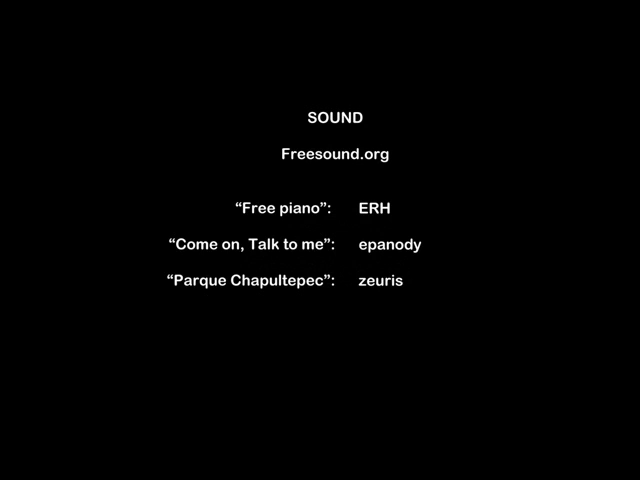 SOUND
Freesound.org
“Free piano”: ERH
“Come on, Talk to me”: epanody
“Parque Chapultepec”: zeuris